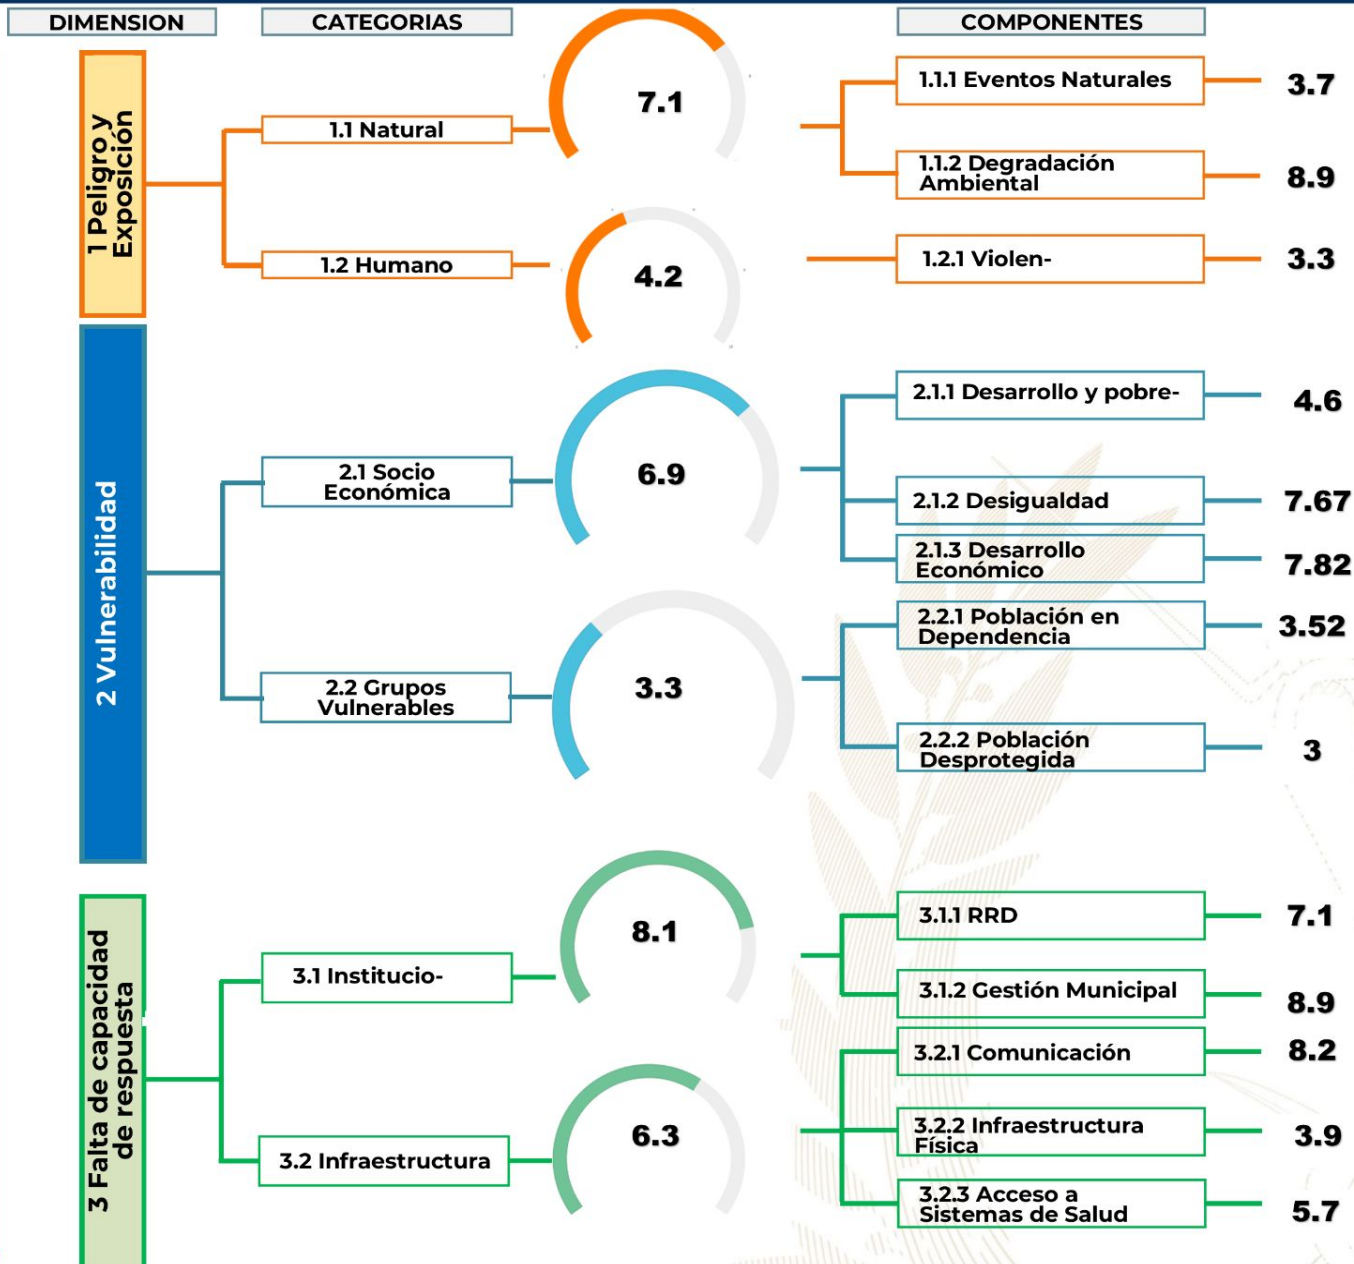 DIMENSION
CATEGORIAS
COMPONENTES
1 Peligro y
Exposición
1.1 Natural
7.1
1.1.1 Eventos Naturales
3.7
1.1.2 Degradación
Ambiental
8.9
1.2 Humano
4.2
1.2.1 Violen-
3.3
2 Vulnerabilidad
2.1 Socio
Económica
6.9
2.1.1 Desarrollo y pobre-
4.6
2.1.2 Desigualdad
7.67
2.1.3 Desarrollo
Económico
7.82
2.2 Grupos
Vulnerables
3.3
2.2.1 Población en
Dependencia
3.52
2.2.2 Población
Desprotegida
3
3 Falta de capacidad
de respuesta
3.1 Institucio-
8.1
3.1.1 RRD
7.1
3.1.2 Gestión Municipal
8.9
3.2 Infraestructura
6.3
3.2.1 Comunicación
8.2
3.2.2 Infraestructura
Física
3.9
3.2.3 Acceso a
Sistemas de Salud
5.7